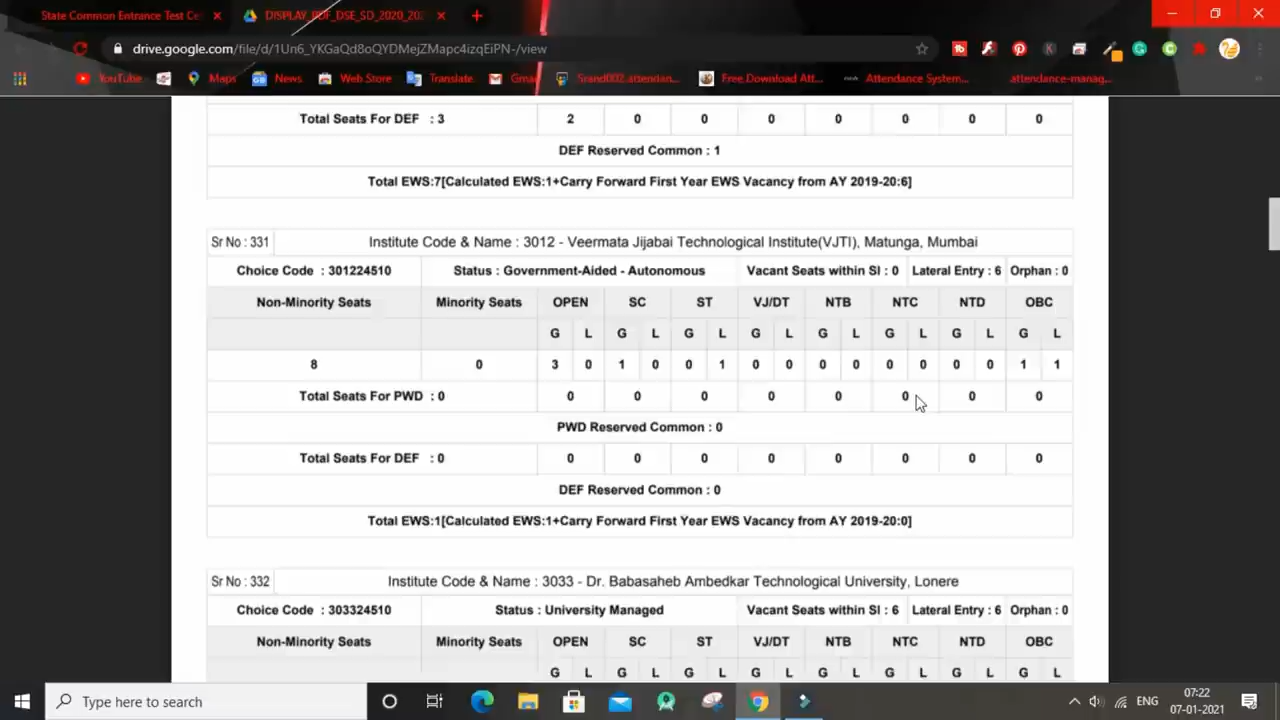 State Common Entrance Test Ce
DISPLAY_PDF_DSE_SD_2020_202
drive.google.com/file/d/1Un6_YKGaQd8oQYDMejZMapc4izqEiPN-/view
YouTube Maps News Web Store Translate Gmai Srand002.attendan... Free Download Att... Attendance System... attendance-manag...
Total Seats For DEF : 3 2 0 0 0 0 0 0 0
DEF Reserved Common : 1
Total EWS:7[Calculated EWS:1+Carry Forward First Year EWS Vacancy from AY 2019-20:6]
Sr No : 331 Institute Code & Name : 3012 - Veermata Jijabai Technological Institute(VJTI), Matunga, Mumbai
Choice Code : 301224510 Status : Government-Aided - Autonomous Vacant Seats within SI : 0 Lateral Entry : 6 Orphan : 0
Non-Minority Seats Minority Seats OPEN SC ST VJ/DT NTB NTC NTD OBC
G L G L G L G L G L G L G L G L
8 0 3 0 1 0 0 1 0 0 0 0 0 0 0 0 1 1
Total Seats For PWD : 0 0 0 0 0 0 0 0 0
PWD Reserved Common : 0
Total Seats For DEF : 0 0 0 0 0 0 0 0 0
DEF Reserved Common : 0
Total EWS:1[Calculated EWS:1+Carry Forward First Year EWS Vacancy from AY 2019-20:0]
Sr No : 332 Institute Code & Name : 3033 - Dr. Babasaheb Ambedkar Technological University, Lonere
Choice Code : 303324510 Status : University Managed Vacant Seats within SI : 6 Lateral Entry : 6 Orphan : 0
Non-Minority Seats Minority Seats OPEN SC ST VJ/DT NTB NTC NTD OBC
G L G L G L G L G L G L G L G L
Type here to search ENG 07:22
07-01-2021